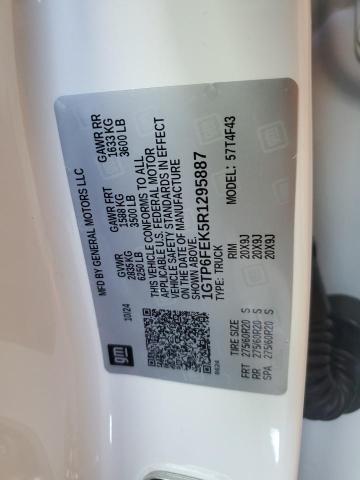 MFD BY GENERAL MOTORS LLC
10/24
GVWR
2835 KG
6250 LB
GAWR FRT
1588 KG
3500 LB
GAWR RR
1633 KG
3600 LB
THIS VEHICLE CONFORMS TO ALL
APPLICABLE U.S. FEDERAL MOTOR
VEHICLE SAFETY STANDARDS IN EFFECT
ON THE DATE OF MANUFACTURE
SHOWN ABOVE.
1GTP6FEK5R1295887
TYPE: TRUCK
MODEL: 57T4F43
TIRE SIZE RIM
FRT 275/60R20 S 20X9J
RR 275/60R20 S 20X9J
SPA 275/60R20 S 20X9J
gm